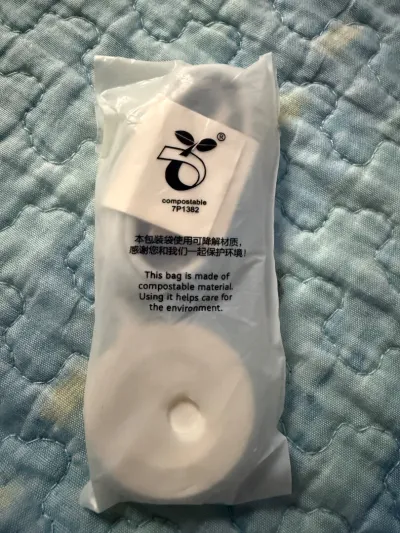 ®
compostable
7P1382
本包装袋使用可降解材质，
感谢您和我们一起保护环境！
This bag is made of
compostable material.
Using it helps care for
the environment.